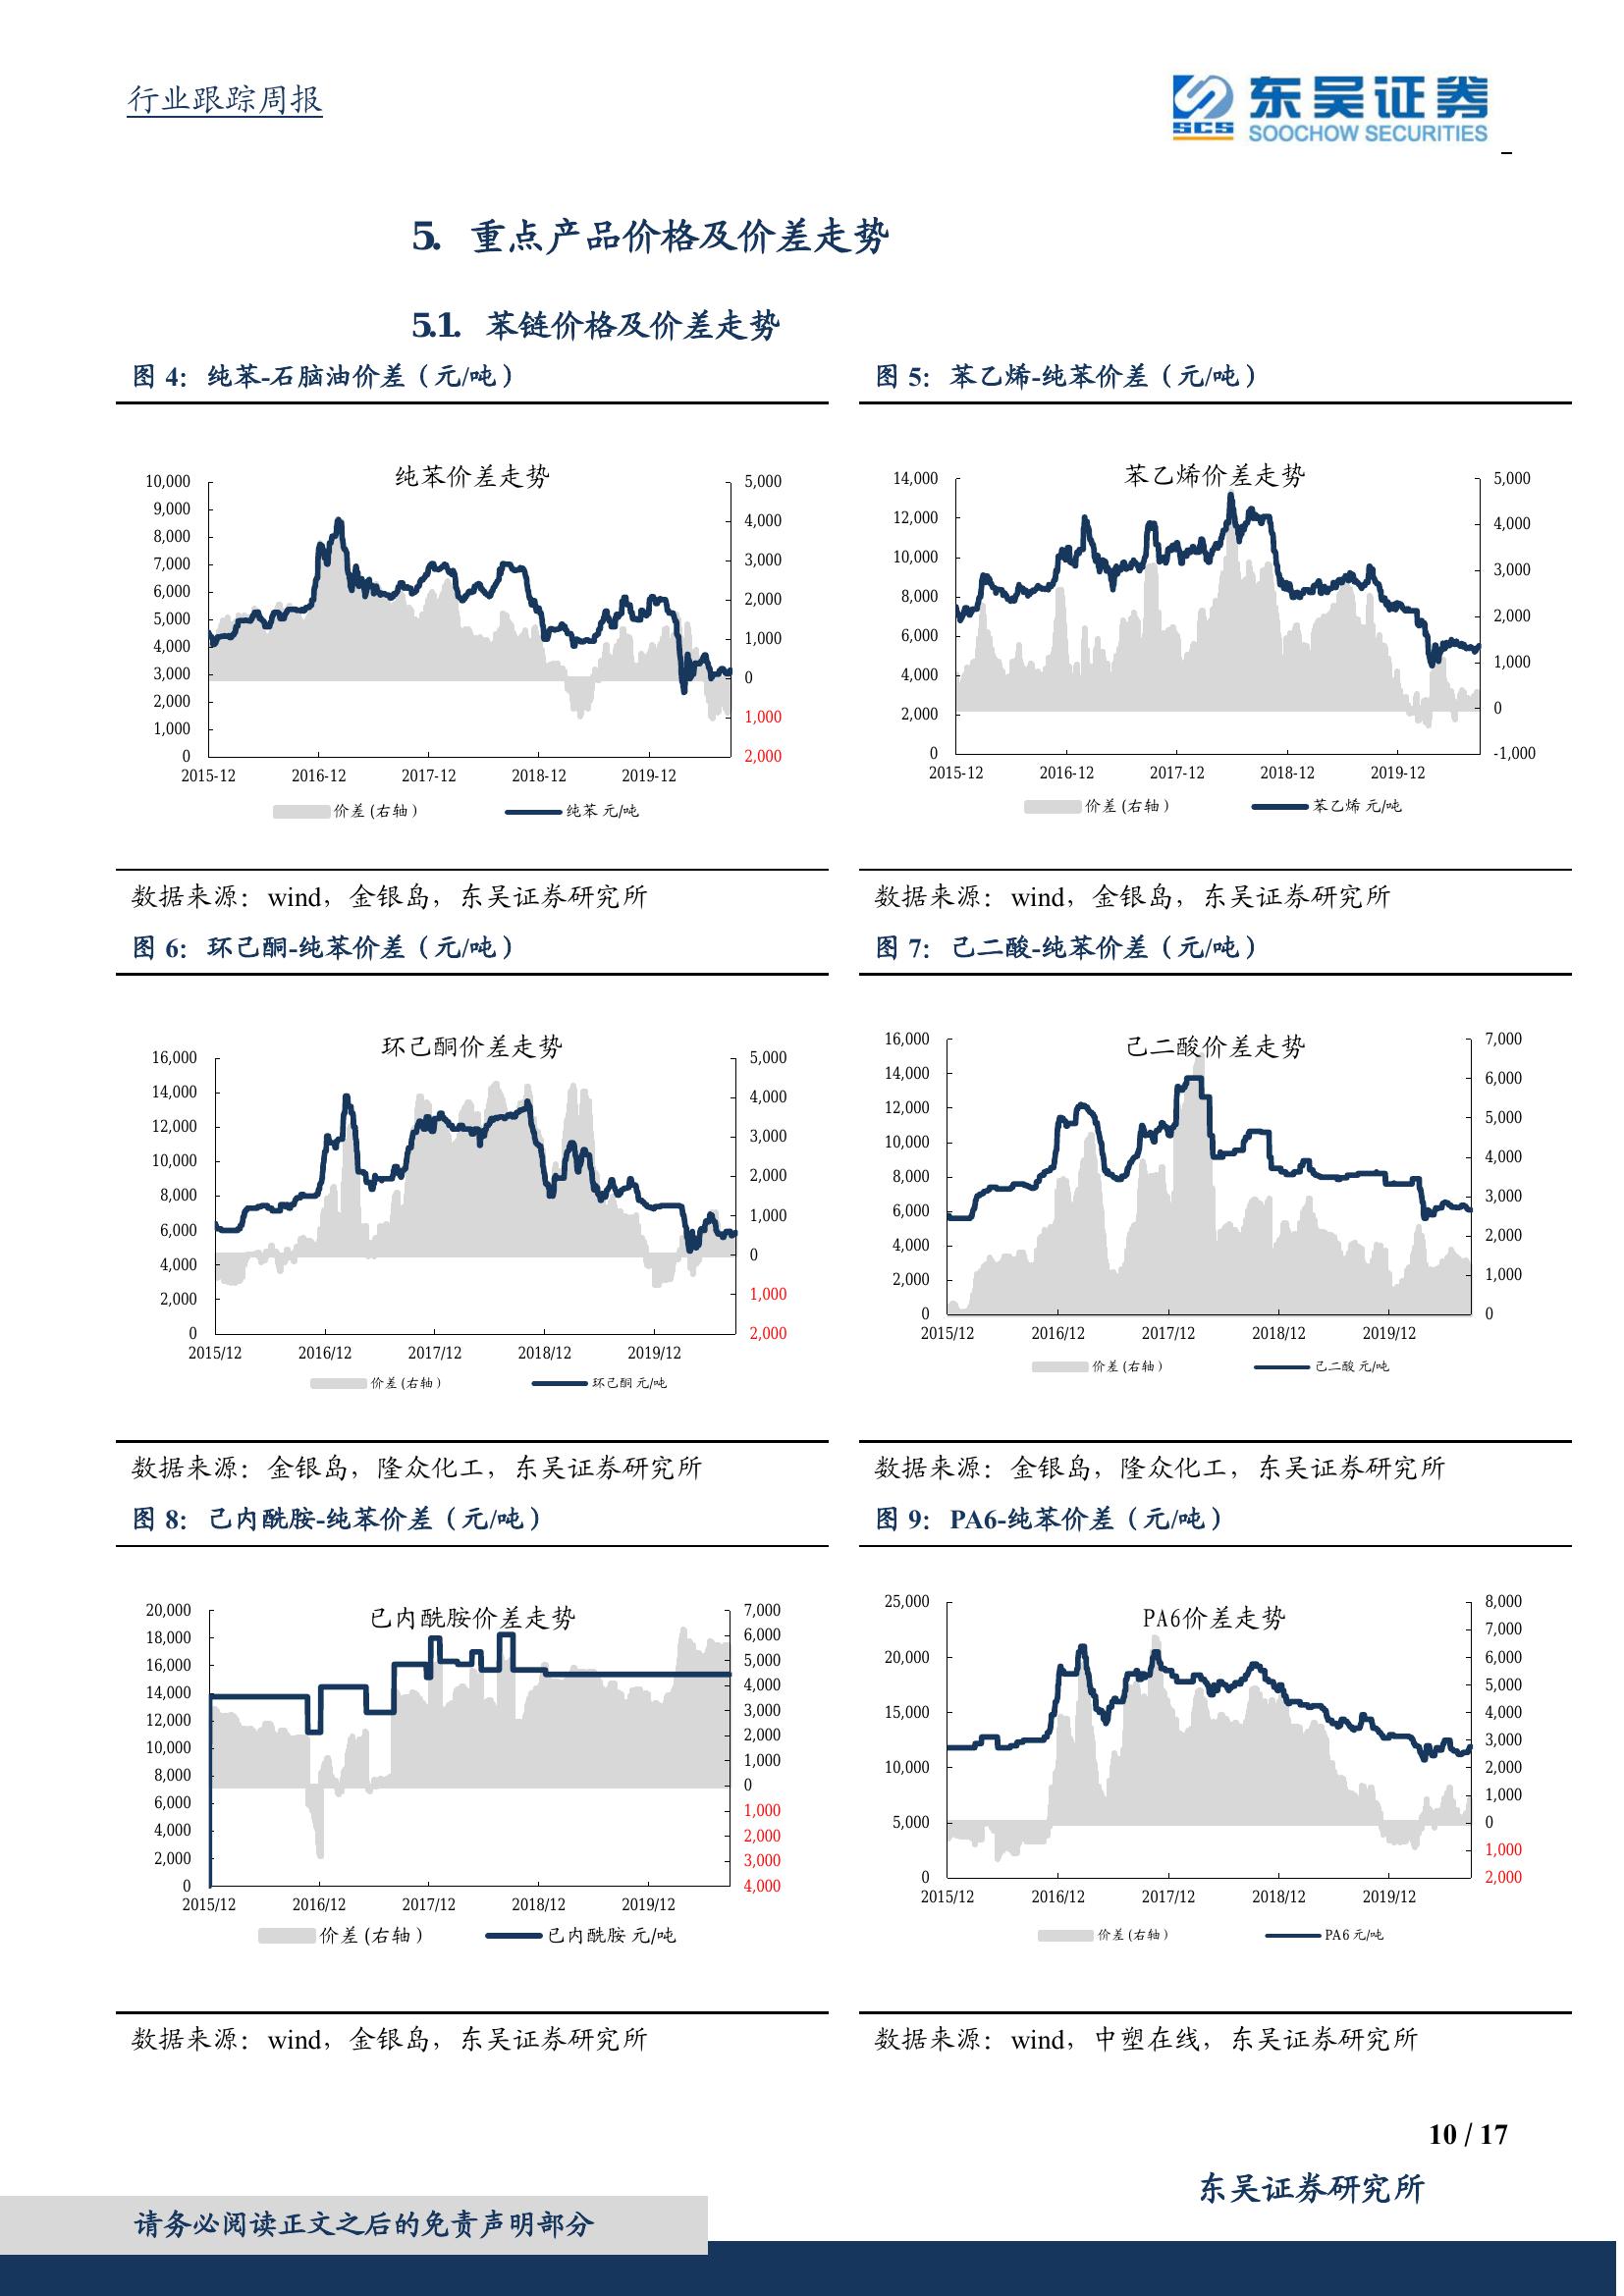 行业跟踪周报
SCS 东吴证券
SOOCHOW SECURITIES
5. 重点产品价格及价差走势
5.1. 苯链价格及价差走势
图 4：纯苯-石脑油价差（元/吨）
纯苯价差走势
10,000
9,000
8,000
7,000
6,000
5,000
4,000
3,000
2,000
1,000
0
5,000
4,000
3,000
2,000
1,000
0
1,000
2,000
2015-12 2016-12 2017-12 2018-12 2019-12
价差(右轴) 纯苯 元/吨
数据来源：wind，金银岛，东吴证券研究所
图 5：苯乙烯-纯苯价差（元/吨）
苯乙烯价差走势
14,000
12,000
10,000
8,000
6,000
4,000
2,000
0
5,000
4,000
3,000
2,000
1,000
0
-1,000
2015-12 2016-12 2017-12 2018-12 2019-12
价差(右轴) 苯乙烯 元/吨
数据来源：wind，金银岛，东吴证券研究所
图 6：环己酮-纯苯价差（元/吨）
环己酮价差走势
16,000
14,000
12,000
10,000
8,000
6,000
4,000
2,000
0
5,000
4,000
3,000
2,000
1,000
0
1,000
2,000
2015/12 2016/12 2017/12 2018/12 2019/12
价差(右轴) 环己酮 元/吨
数据来源：金银岛，隆众化工，东吴证券研究所
图 7：己二酸-纯苯价差（元/吨）
己二酸价差走势
16,000
14,000
12,000
10,000
8,000
6,000
4,000
2,000
0
7,000
6,000
5,000
4,000
3,000
2,000
1,000
0
2015/12 2016/12 2017/12 2018/12 2019/12
价差(右轴) 己二酸 元/吨
数据来源：金银岛，隆众化工，东吴证券研究所
图 8：己内酰胺-纯苯价差（元/吨）
己内酰胺价差走势
20,000
18,000
16,000
14,000
12,000
10,000
8,000
6,000
4,000
2,000
0
7,000
6,000
5,000
4,000
3,000
2,000
1,000
0
1,000
2,000
3,000
4,000
2015/12 2016/12 2017/12 2018/12 2019/12
价差(右轴) 己内酰胺 元/吨
数据来源：wind，金银岛，东吴证券研究所
图 9：PA6-纯苯价差（元/吨）
PA6价差走势
25,000
20,000
15,000
10,000
5,000
0
8,000
7,000
6,000
5,000
4,000
3,000
2,000
1,000
0
1,000
2,000
2015/12 2016/12 2017/12 2018/12 2019/12
价差(右轴) PA6 元/吨
数据来源：wind，中塑在线，东吴证券研究所
10 / 17
东吴证券研究所
请务必阅读正文之后的免责声明部分